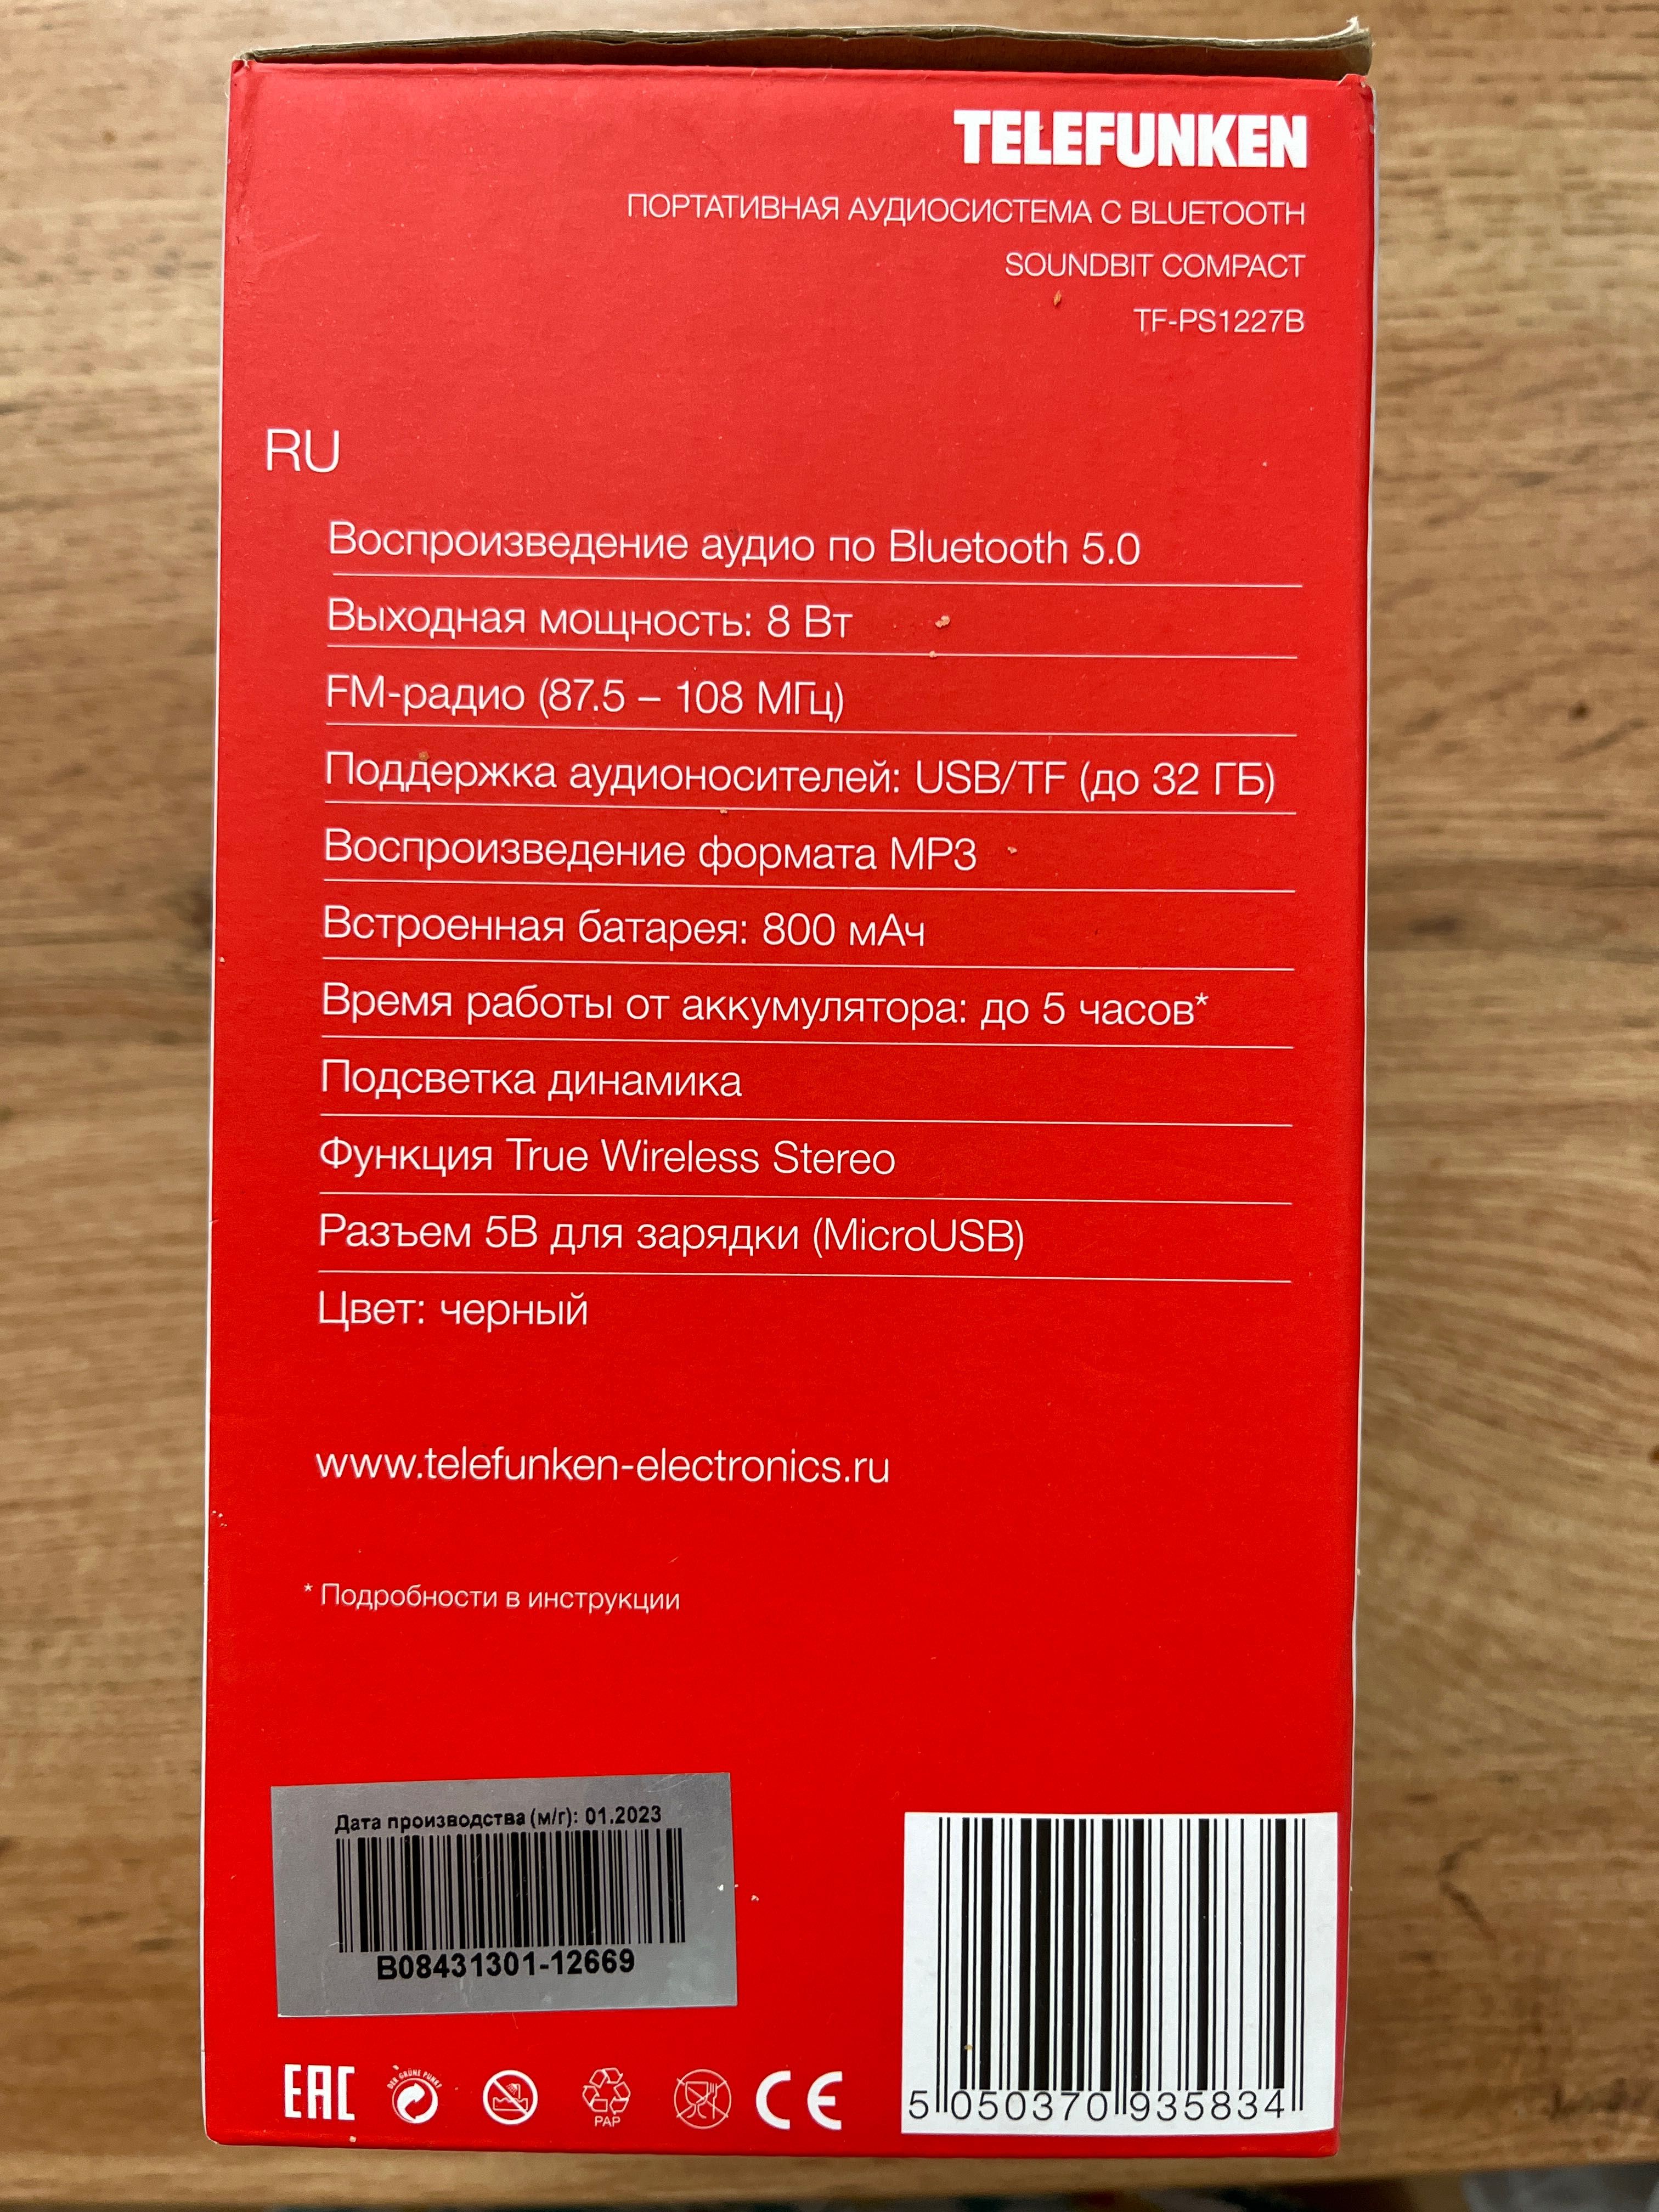 TELEFUNKEN
ПОРТАТИВНАЯ АУДИОСИСТЕМА С BLUETOOTH
SOUNDBIT COMPACT
TF-PS1227B
RU
Воспроизведение аудио по Bluetooth 5.0
Выходная мощность: 8 Вт
FM-радио (87.5 – 108 МГц)
Поддержка аудионосителей: USB/TF (до 32 ГБ)
Воспроизведение формата MP3
Встроенная батарея: 800 мАч
Время работы от аккумулятора: до 5 часов*
Подсветка динамика
Функция True Wireless Stereo
Разъем 5В для зарядки (MicroUSB)
Цвет: черный
www.telefunken-electronics.ru
* Подробности в инструкции
Дата производства (м/г): 01.2023
B08431301-12669
EAC
DER GRÜNE PUNKT
PAP
CE
5 050370 935834